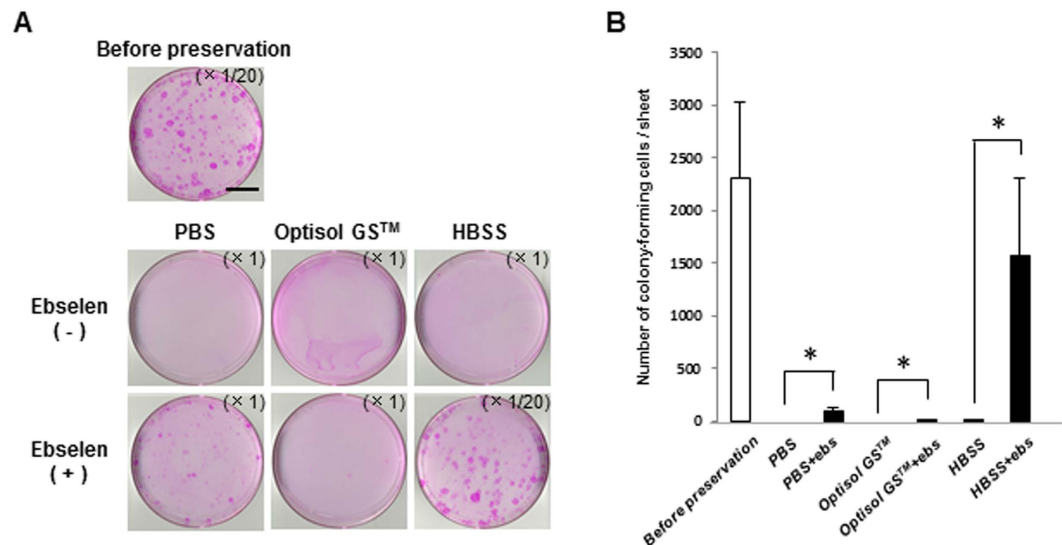 A
Before preservation
(× 1/20)
PBS
Optisol GS™
HBSS
(× 1)
(× 1)
(× 1)
Ebselen
( - )
(× 1)
(× 1)
(× 1/20)
Ebselen
( + )
B
Number of colony-forming cells / sheet
3500
3000
2500
2000
1500
1000
500
0
*
*
*
Before preservation
PBS
PBS+ebs
Optisol GS™
Optisol GS™+ebs
HBSS
HBSS+ebs